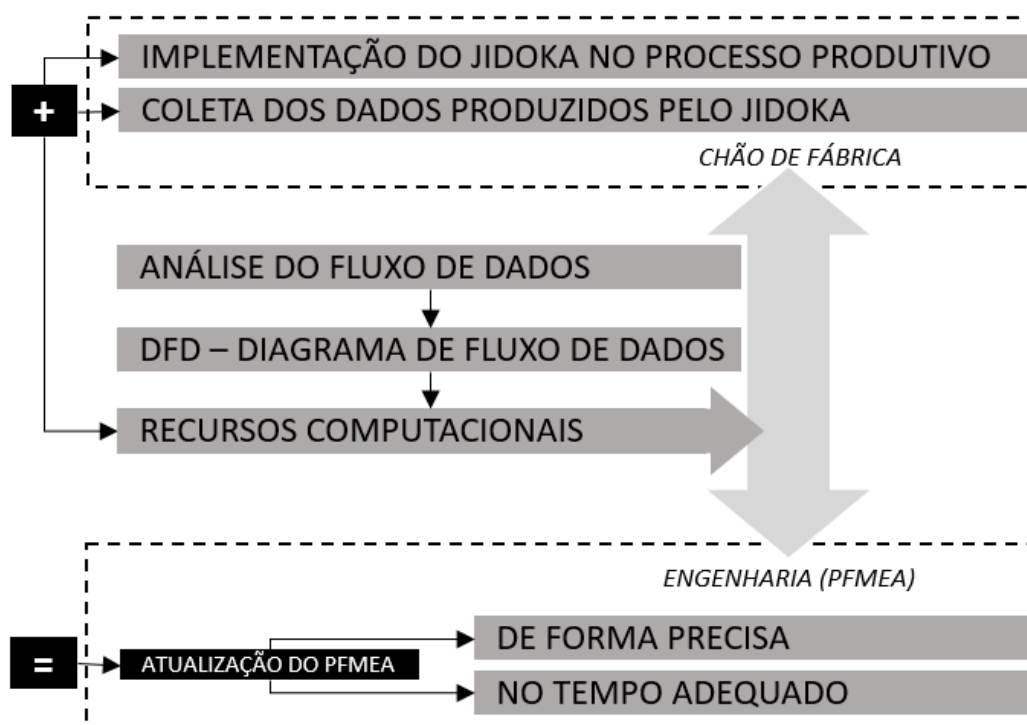 IMPLEMENTAÇÃO DO JIDOKA NO PROCESSO PRODUTIVO
+
COLETA DOS DADOS PRODUZIDOS PELO JIDOKA
CHÃO DE FÁBRICA
ANÁLISE DO FLUXO DE DADOS
DFD – DIAGRAMA DE FLUXO DE DADOS
RECURSOS COMPUTACIONAIS
ENGENHARIA (PFMEA)
=
ATUALIZAÇÃO DO PFMEA
DE FORMA PRECISA
NO TEMPO ADEQUADO